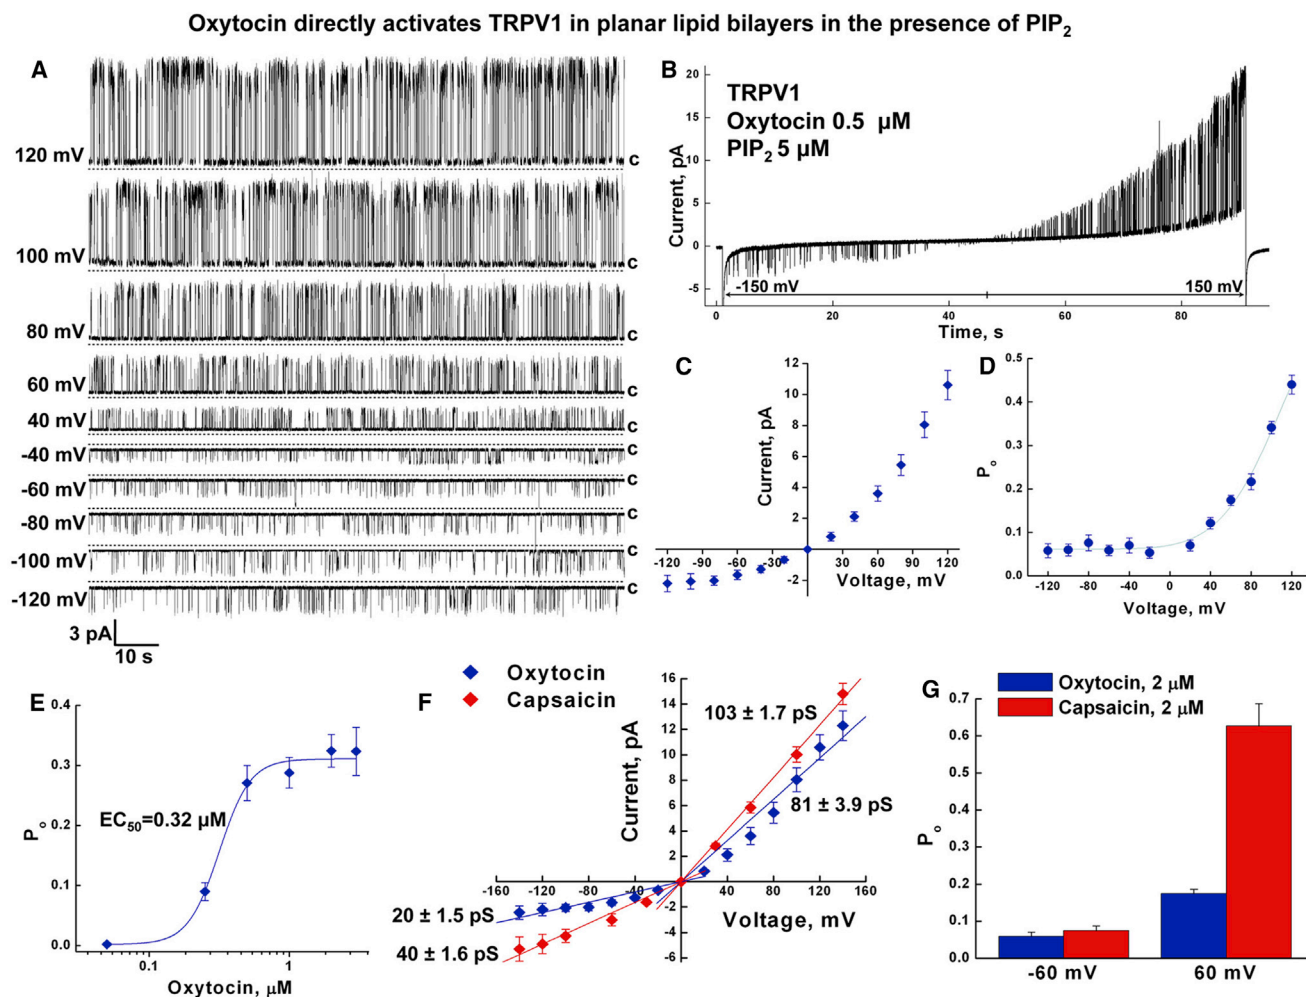 Oxytocin directly activates TRPV1 in planar lipid bilayers in the presence of PIP₂
A
120 mV
c
100 mV
c
80 mV
c
60 mV
c
40 mV
c
-40 mV
c
-60 mV
c
-80 mV
c
-100 mV
c
-120 mV
c
3 pA
10 s
B
TRPV1
Oxytocin 0.5 µM
PIP₂ 5 µM
Current, pA
20
15
10
5
0
-5
-150 mV
150 mV
0 20 40 60 80
Time, s
C
Current, pA
12
10
8
6
4
2
-2
-120 -90 -60 -30 30 60 90 120
Voltage, mV
D
Pₒ
0.5
0.4
0.3
0.2
0.1
0.0
-120 -80 -40 0 40 80 120
Voltage, mV
E
Pₒ
0.4
0.3
0.2
0.1
0.0
EC₅₀=0.32 µM
0.1 1
Oxytocin, µM
Oxytocin
Capsaicin
F
Current, pA
16
14
12
10
8
6
4
2
-2
-4
-6
-160 -120 -80 -40 40 80 120 160
Voltage, mV
103 ± 1.7 pS
81 ± 3.9 pS
20 ± 1.5 pS
40 ± 1.6 pS
G
Oxytocin, 2 µM
Capsaicin, 2 µM
Pₒ
0.7
0.6
0.5
0.4
0.3
0.2
0.1
0.0
-60 mV 60 mV